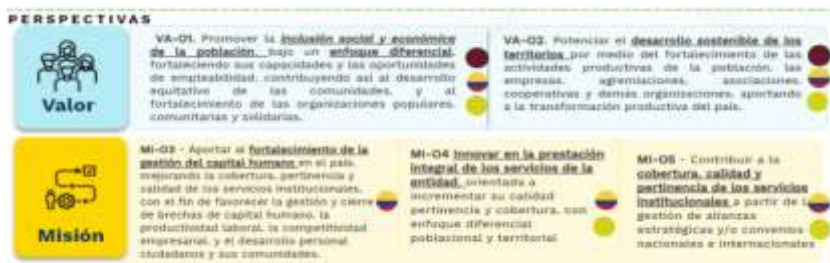 PERSPECTIVAS
VA-01. Promover la inclusión social y económica
de la población, bajo un enfoque diferencial,
fortaleciendo sus capacidades y las oportunidades
de empleabilidad, contribuyendo así al desarrollo
equitativo de las comunidades, y al
fortalecimiento de las organizaciones populares,
comunitarias y solidarias.
VA-02. Potenciar el desarrollo sostenible de los
territorios por medio del fortalecimiento de las
actividades productivas de la población, las
empresas, agremiaciones, asociaciones,
cooperativas y demás organizaciones, aportando
a la transformación productiva del país.
Valor
MI-03 - Aportar al fortalecimiento de la
gestión del capital humano en el país,
mejorando la cobertura, pertinencia y
calidad de los servicios institucionales,
con el fin de favorecer la gestión y cierre
de brechas de capital humano, la
productividad laboral, la competitividad
empresarial, y el desarrollo personal
ciudadanos y sus comunidades.
MI-04 Innovar en la prestación
integral de los servicios de la
entidad, orientada a
incrementar su calidad
pertinencia y cobertura, con
enfoque diferencial
poblacional y territorial
MI-05 - Contribuir a la
cobertura, calidad y
pertinencia de los servicios
institucionales a partir de la
gestión de alianzas
estratégicas y/o convenios
nacionales e internacionales
Misión